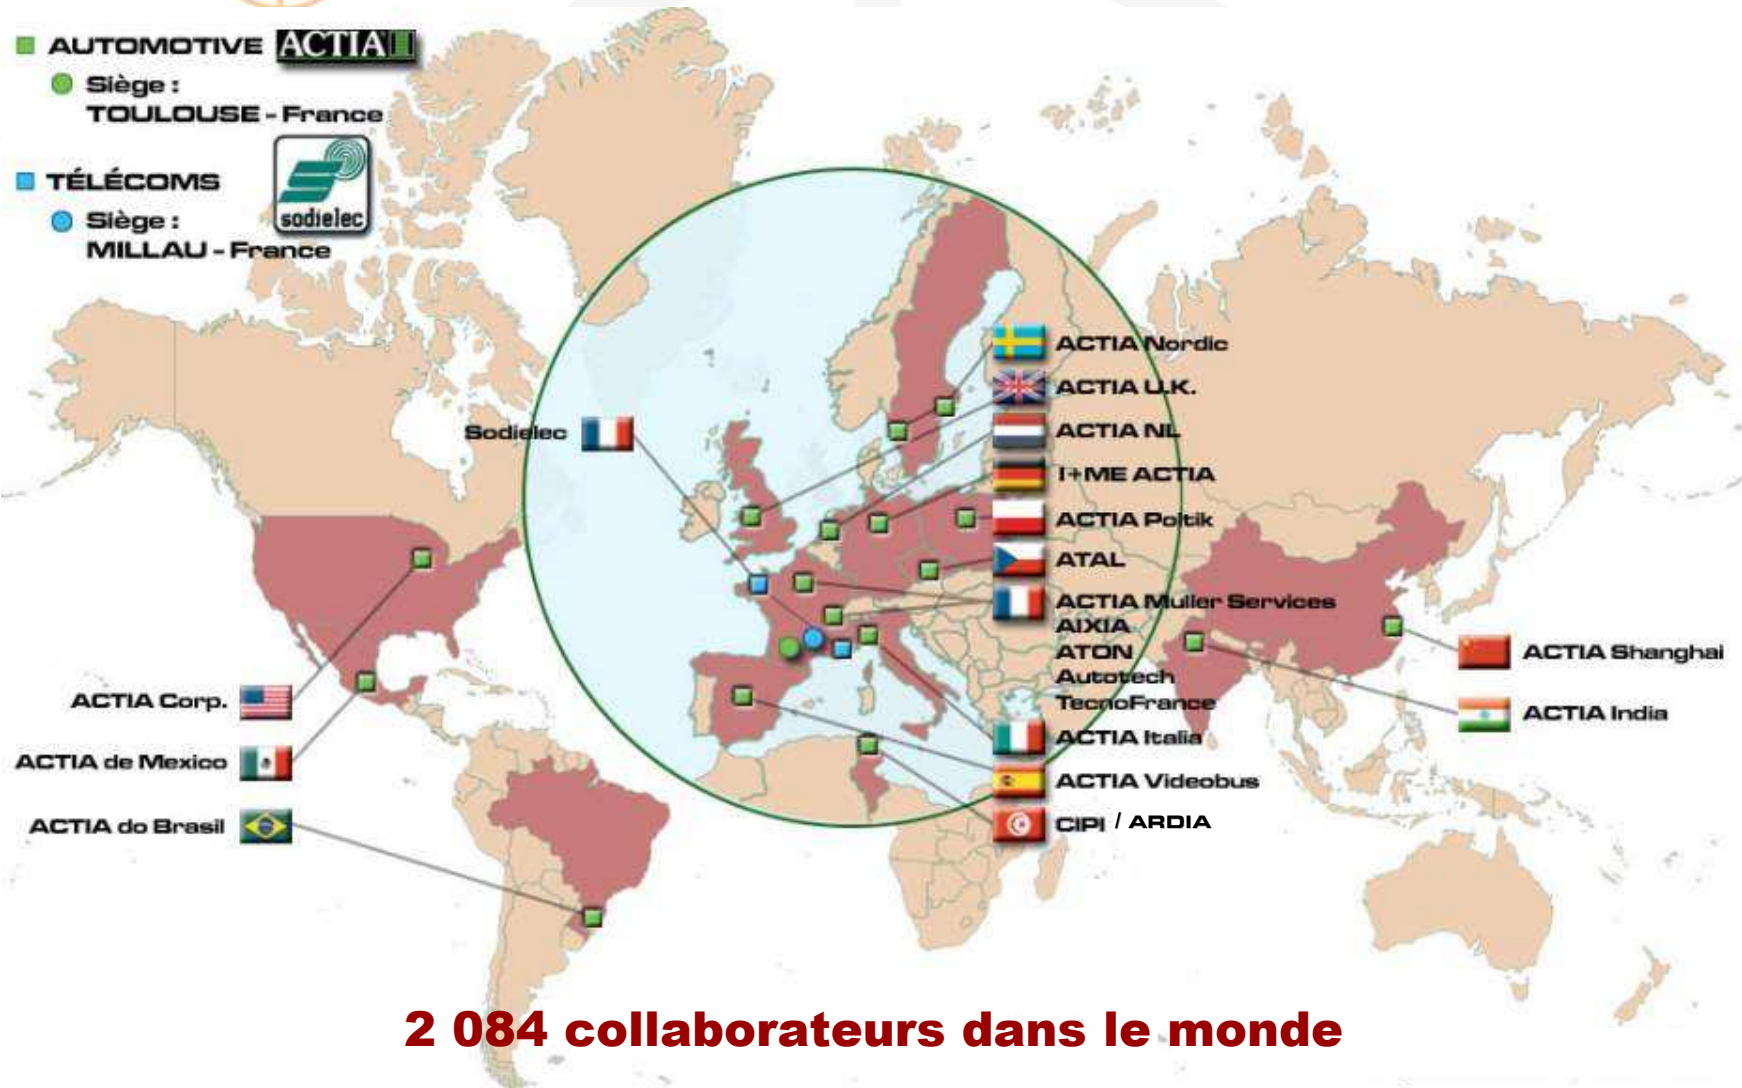 AUTOMOTIVE ACTIA
Siège :
TOULOUSE - France
TÉLÉCOMS
sodielec
Siège :
MILLAU - France
ACTIA Nordic
ACTIA U.K.
Sodielec
ACTIA NL
I+ME ACTIA
ACTIA Poltik
ATAL
ACTIA Muller Services
AIXIA
ATON
Autotech
TecnoFrance
ACTIA Italia
ACTIA Videobus
CIPI / ARDIA
ACTIA Shanghai
ACTIA India
ACTIA Corp.
ACTIA de Mexico
ACTIA do Brasil
2 084 collaborateurs dans le monde